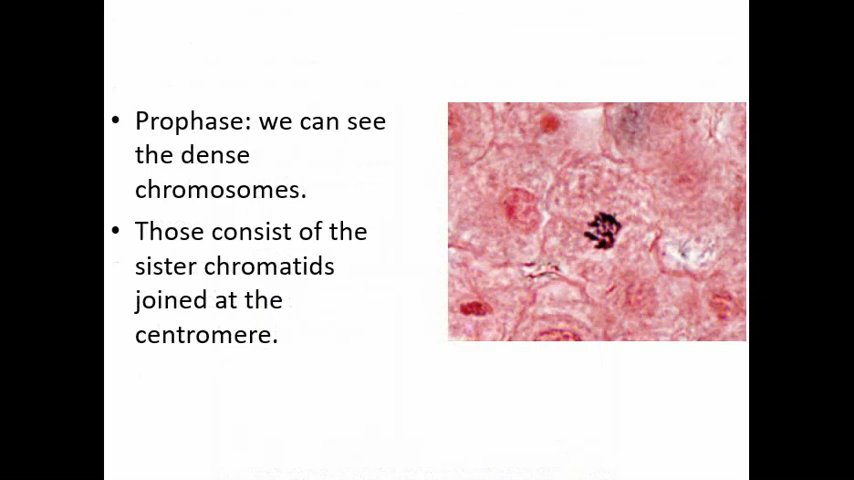 • Prophase: we can see
the dense
chromosomes.
• Those consist of the
sister chromatids
joined at the
centromere.